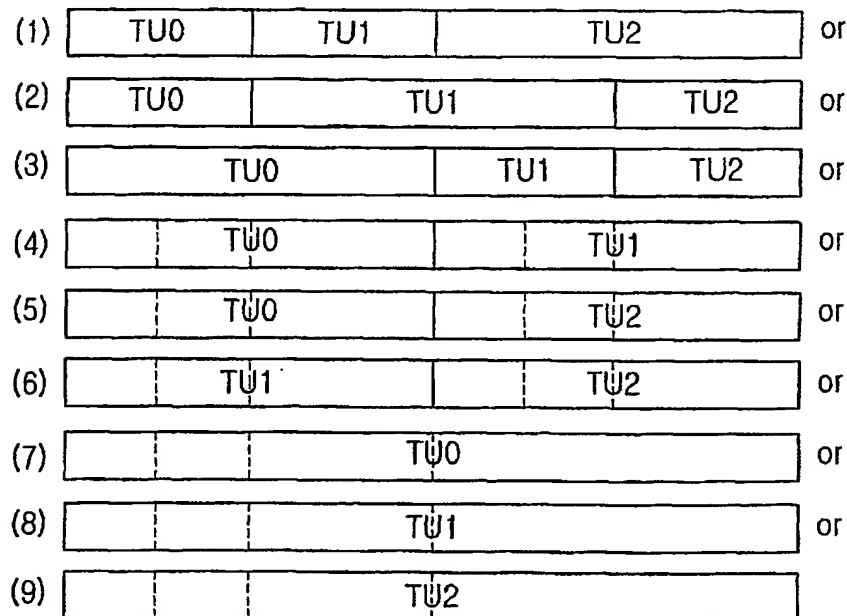 (1) TU0 TU1 TU2 or
(2) TU0 TU1 TU2 or
(3) TU0 TU1 TU2 or
(4) TU0 TU1 or
(5) TU0 TU2 or
(6) TU1 TU2 or
(7) TU0 or
(8) TU1 or
(9) TU2